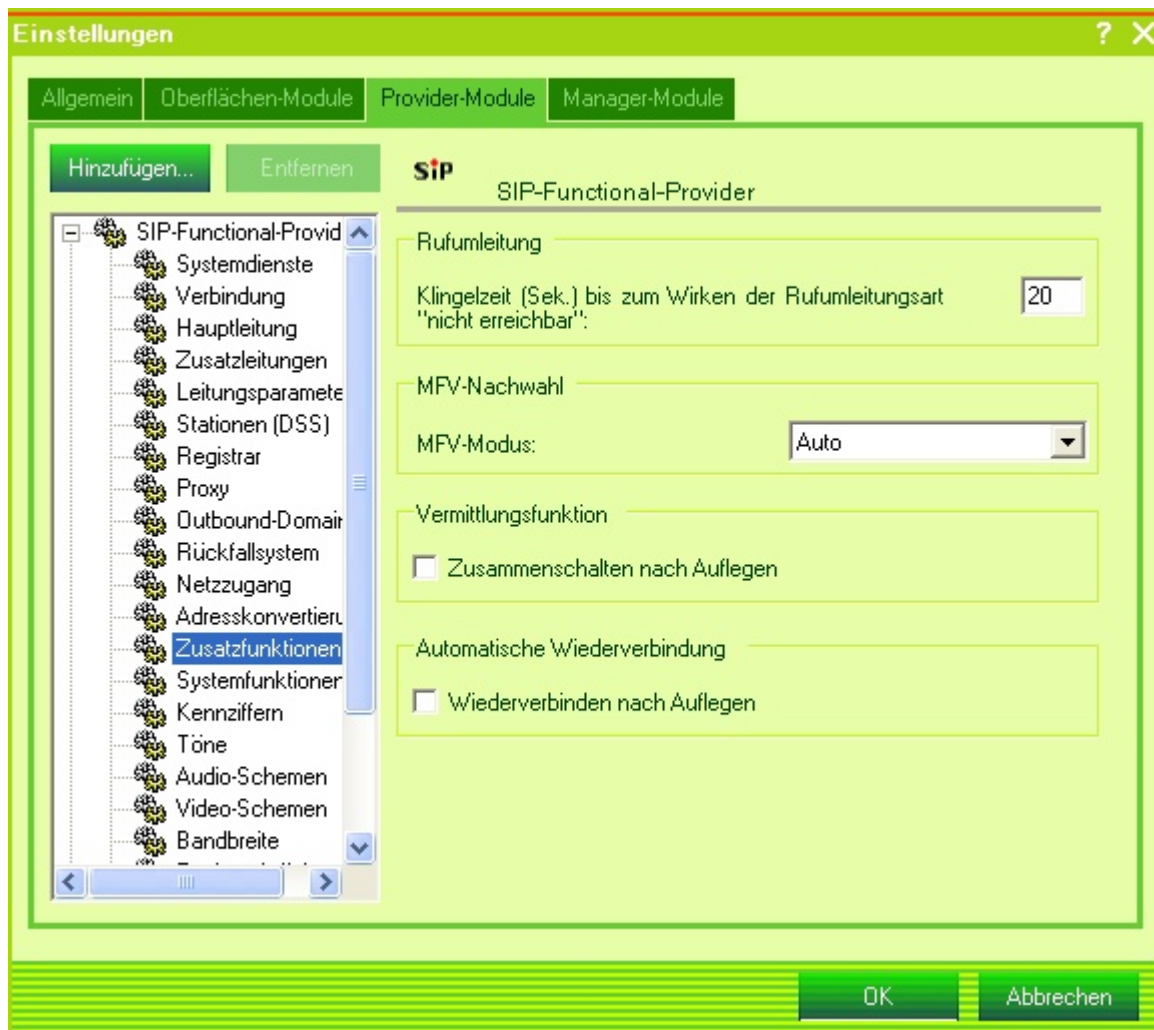 Einstellungen
? X
Allgemein Oberflächen-Module Provider-Module Manager-Module
Hinzufügen... Entfernen
SIP-Functional-Provid
Systemdienste
Verbindung
Hauptleitung
Zusatzleitungen
Leitungsparamete
Stationen (DSS)
Registrar
Proxy
Outbound-Domair
Rückfallsystem
Netzzugang
Adresskonvertieru
Zusatzfunktionen
Systemfunktioner
Kennziffern
Töne
Audio-Schemen
Video-Schemen
Bandbreite
SIP
SIP-Functional-Provider
Rufumleitung
Klingelzeit (Sek.) bis zum Wirken der Rufumleitungsart
"nicht erreichbar":
20
MFV-Nachwahl
MFV-Modus: Auto
Vermittlungsfunktion
Zusammenschalten nach Auflegen
Automatische Wiederverbindung
Wiederverbinden nach Auflegen
OK Abbrechen